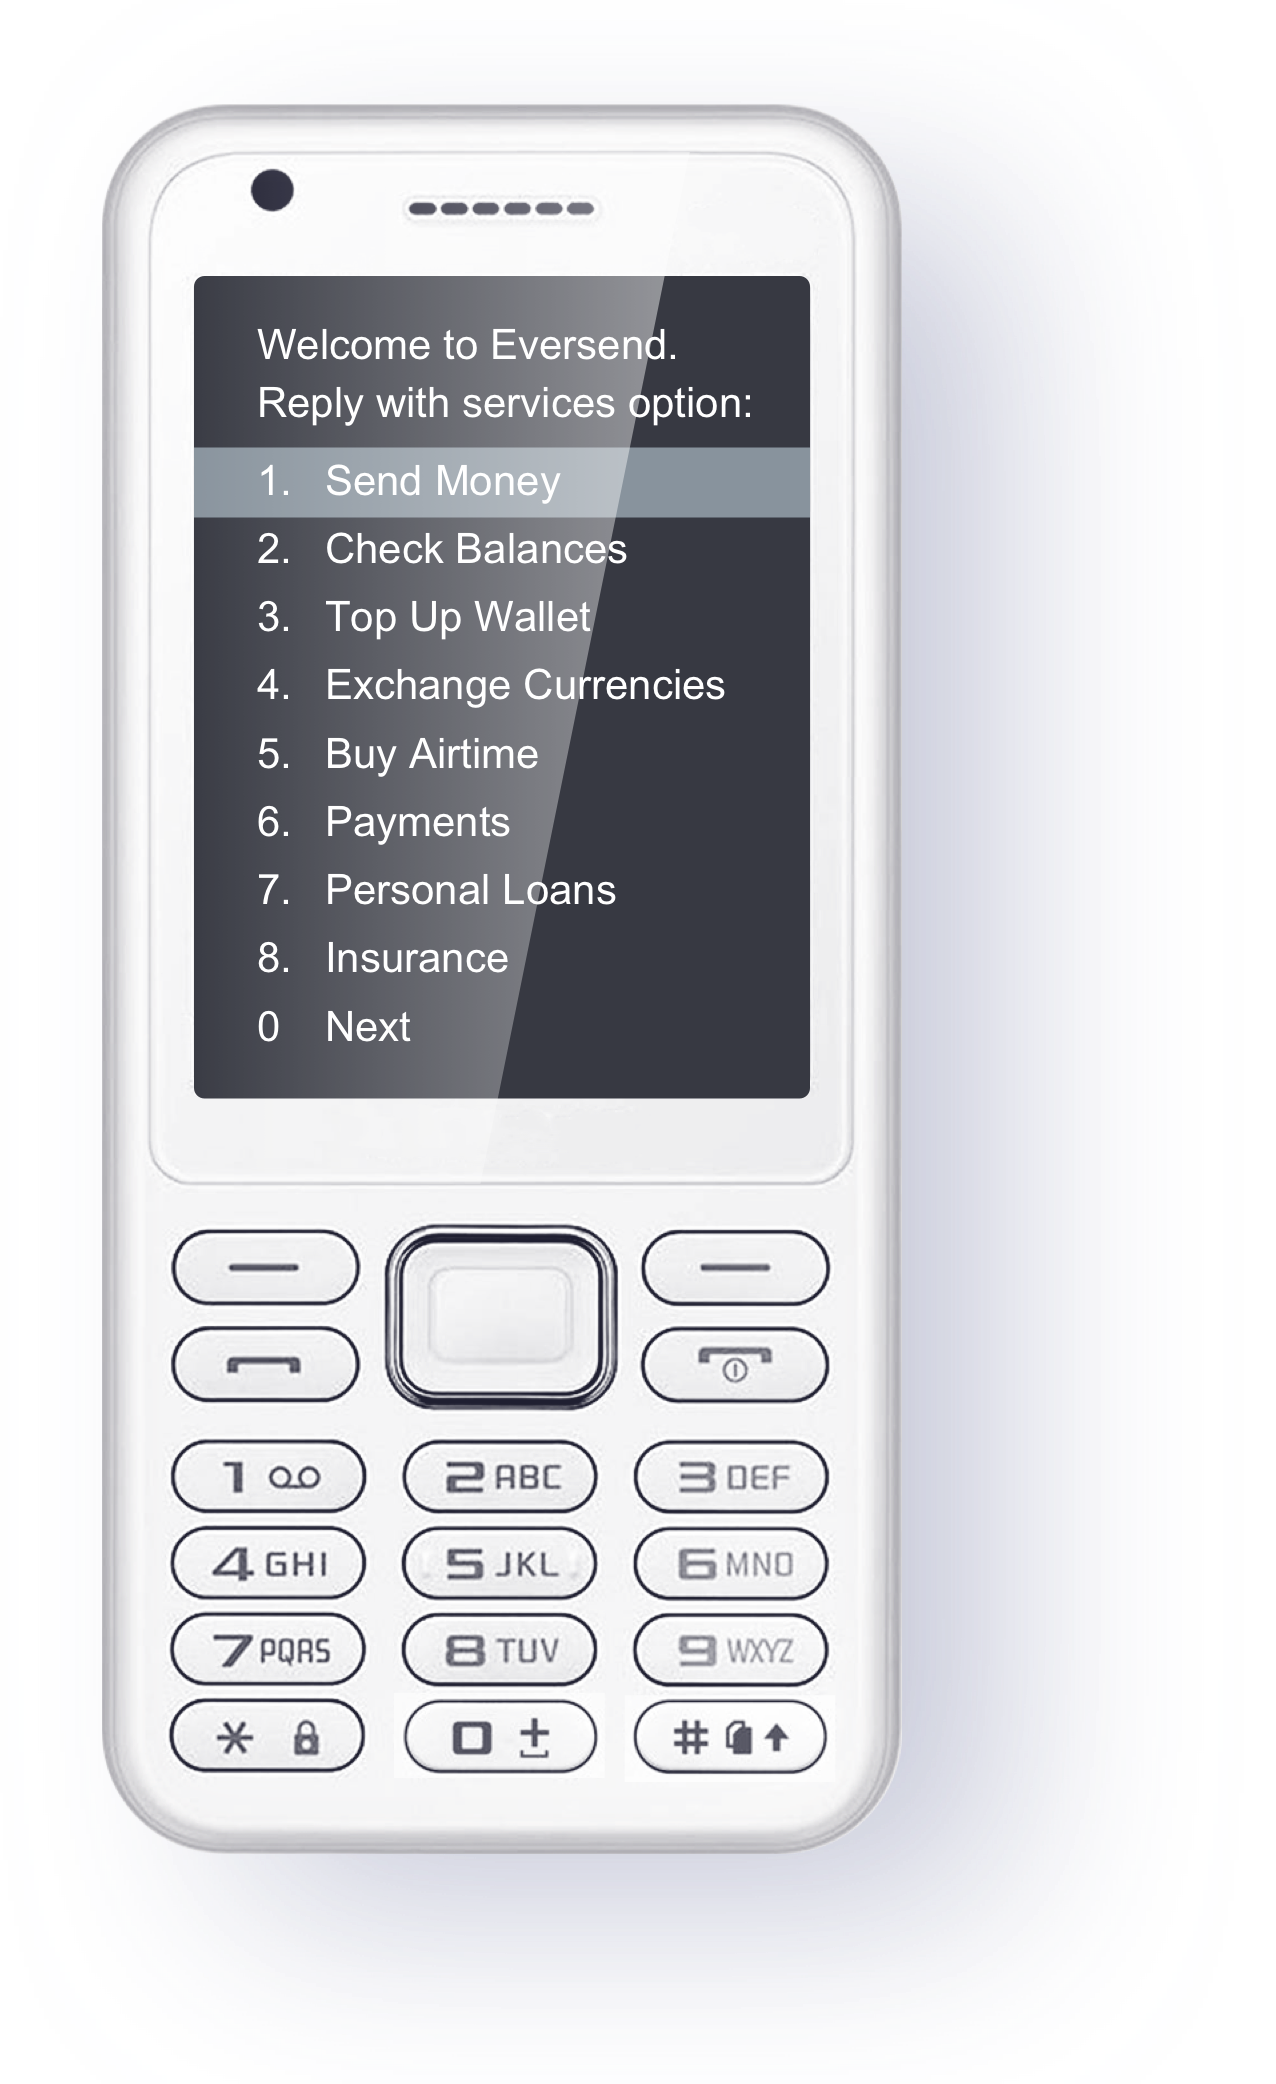 Welcome to Eversend.
Reply with services option:
1. Send Money
2. Check Balances
3. Top Up Wallet
4. Exchange Currencies
5. Buy Airtime
6. Payments
7. Personal Loans
8. Insurance
0 Next
1
2 ABC
3 DEF
4 GHI
5 JKL
6 MNO
7 PQRS
8 TUV
9 WXYZ
*
0 +
#